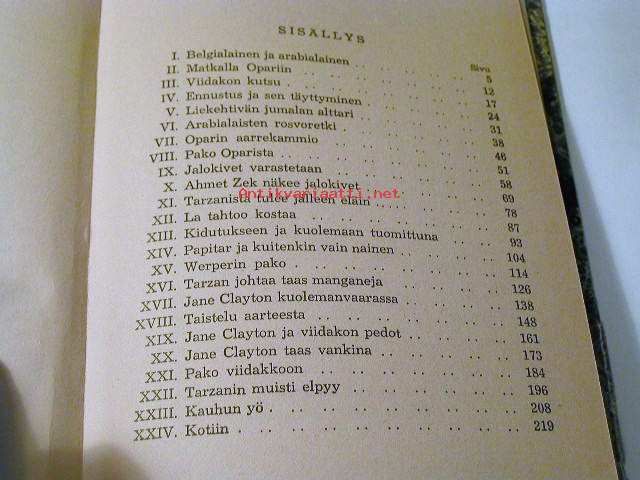 SISÄLLYS
Sivu
I. Belgialainen ja arabialainen .. .. .. .. .. 5
II. Matkalla Opariin .. .. .. .. .. .. 12
III. Viidakon kutsu .. .. .. .. .. .. 17
IV. Ennustus ja sen täyttyminen .. .. .. .. 24
V. Liekehtivän jumalan alttari .. .. .. .. 31
VI. Arabialaisten rosvoretki .. .. .. .. .. 38
VII. Oparin aarrekammio .. .. .. .. .. 46
VIII. Pako Oparista .. .. .. .. .. .. 51
IX. Jalokivet varastetaan .. .. .. .. .. 58
X. Ahmet Zek näkee jalokivet .. .. .. .. 69
XI. Tarzanista tulee jälleen eläin .. .. .. .. 78
XII. La tahtoo kostaa .. .. .. .. .. .. 87
XIII. Kidutukseen ja kuolemaan tuomittuna .. .. 93
XIV. Papitar ja kuitenkin vain nainen .. .. .. 104
XV. Werperin pako .. .. .. .. .. .. 114
XVI. Tarzan johtaa taas manganeja .. .. .. 126
XVII. Jane Clayton kuolemanvaarassa .. .. .. 138
XVIII. Taistelu aarteesta .. .. .. .. .. 148
XIX. Jane Clayton ja viidakon pedot .. .. .. 161
XX. Jane Clayton taas vankina .. .. .. .. 173
XXI. Pako viidakkoon .. .. .. .. .. 184
XXII. Tarzanin muisti elpyy .. .. .. .. 196
XXIII. Kauhun yö .. .. .. .. .. .. 208
XXIV. Kotiin .. .. .. .. .. .. .. 219
antikvariaatti.net